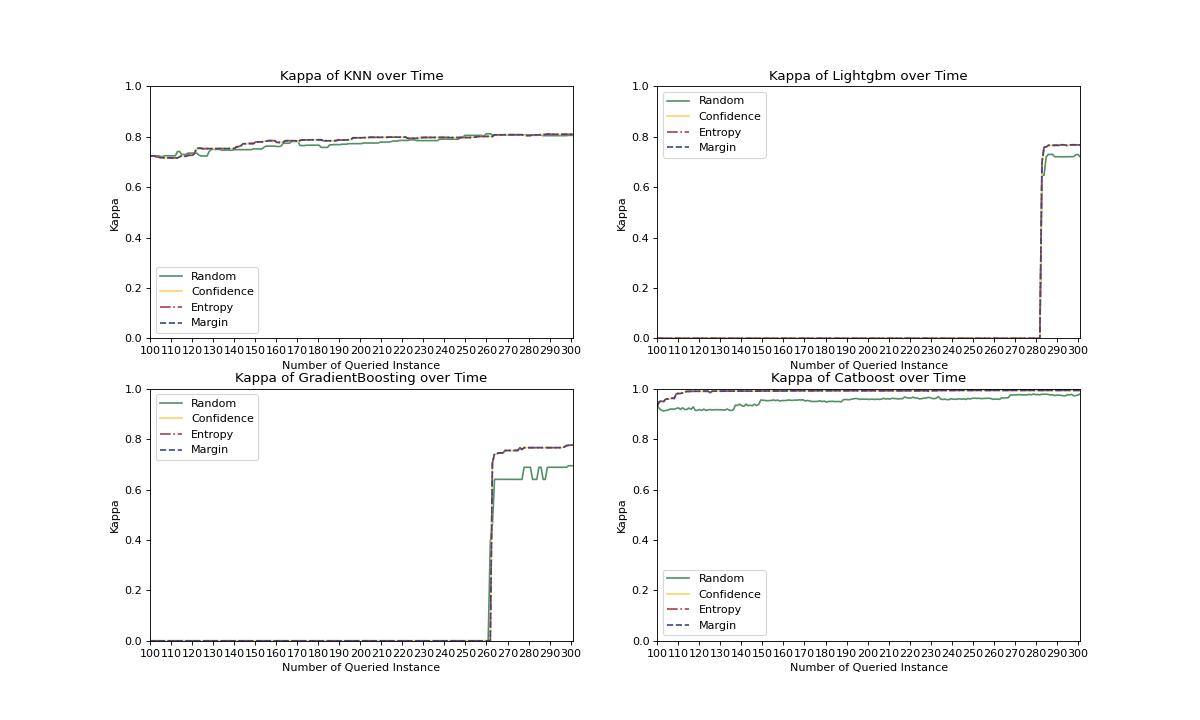 Kappa of KNN over Time
1.0
0.8
0.6
0.4
0.2
0.0
Kappa
Random
Confidence
Entropy
Margin
100 110 120 130 140 150 160 170 180 190 200 210 220 230 240 250 260 270 280 290 300
Number of Queried Instance
Kappa of Lightgbm over Time
1.0
0.8
0.6
0.4
0.2
0.0
Kappa
Random
Confidence
Entropy
Margin
100 110 120 130 140 150 160 170 180 190 200 210 220 230 240 250 260 270 280 290 300
Number of Queried Instance
Kappa of GradientBoosting over Time
1.0
0.8
0.6
0.4
0.2
0.0
Kappa
Random
Confidence
Entropy
Margin
100 110 120 130 140 150 160 170 180 190 200 210 220 230 240 250 260 270 280 290 300
Number of Queried Instance
Kappa of Catboost over Time
1.0
0.8
0.6
0.4
0.2
0.0
Kappa
Random
Confidence
Entropy
Margin
100 110 120 130 140 150 160 170 180 190 200 210 220 230 240 250 260 270 280 290 300
Number of Queried Instance